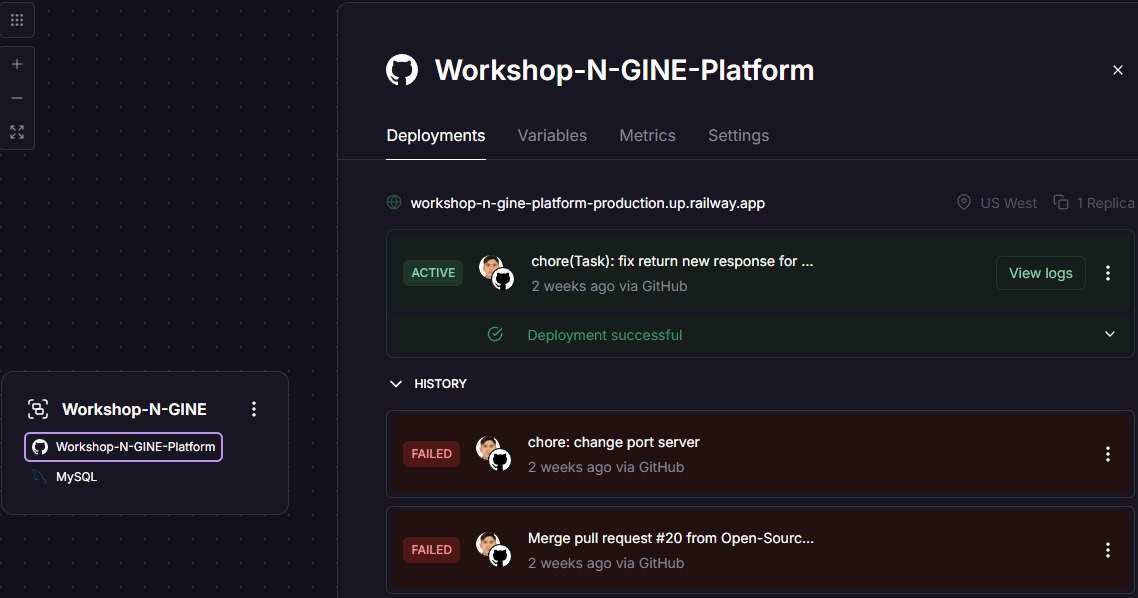 Workshop-N-GINE-Platform
Deployments Variables Metrics Settings
workshop-n-gine-platform-production.up.railway.app US West 1 Replica
ACTIVE chore(Task): fix return new response for ... View logs
2 weeks ago via GitHub
Deployment successful
HISTORY
FAILED chore: change port server
2 weeks ago via GitHub
FAILED Merge pull request #20 from Open-Sourc...
2 weeks ago via GitHub
Workshop-N-GINE
Workshop-N-GINE-Platform
MySQL